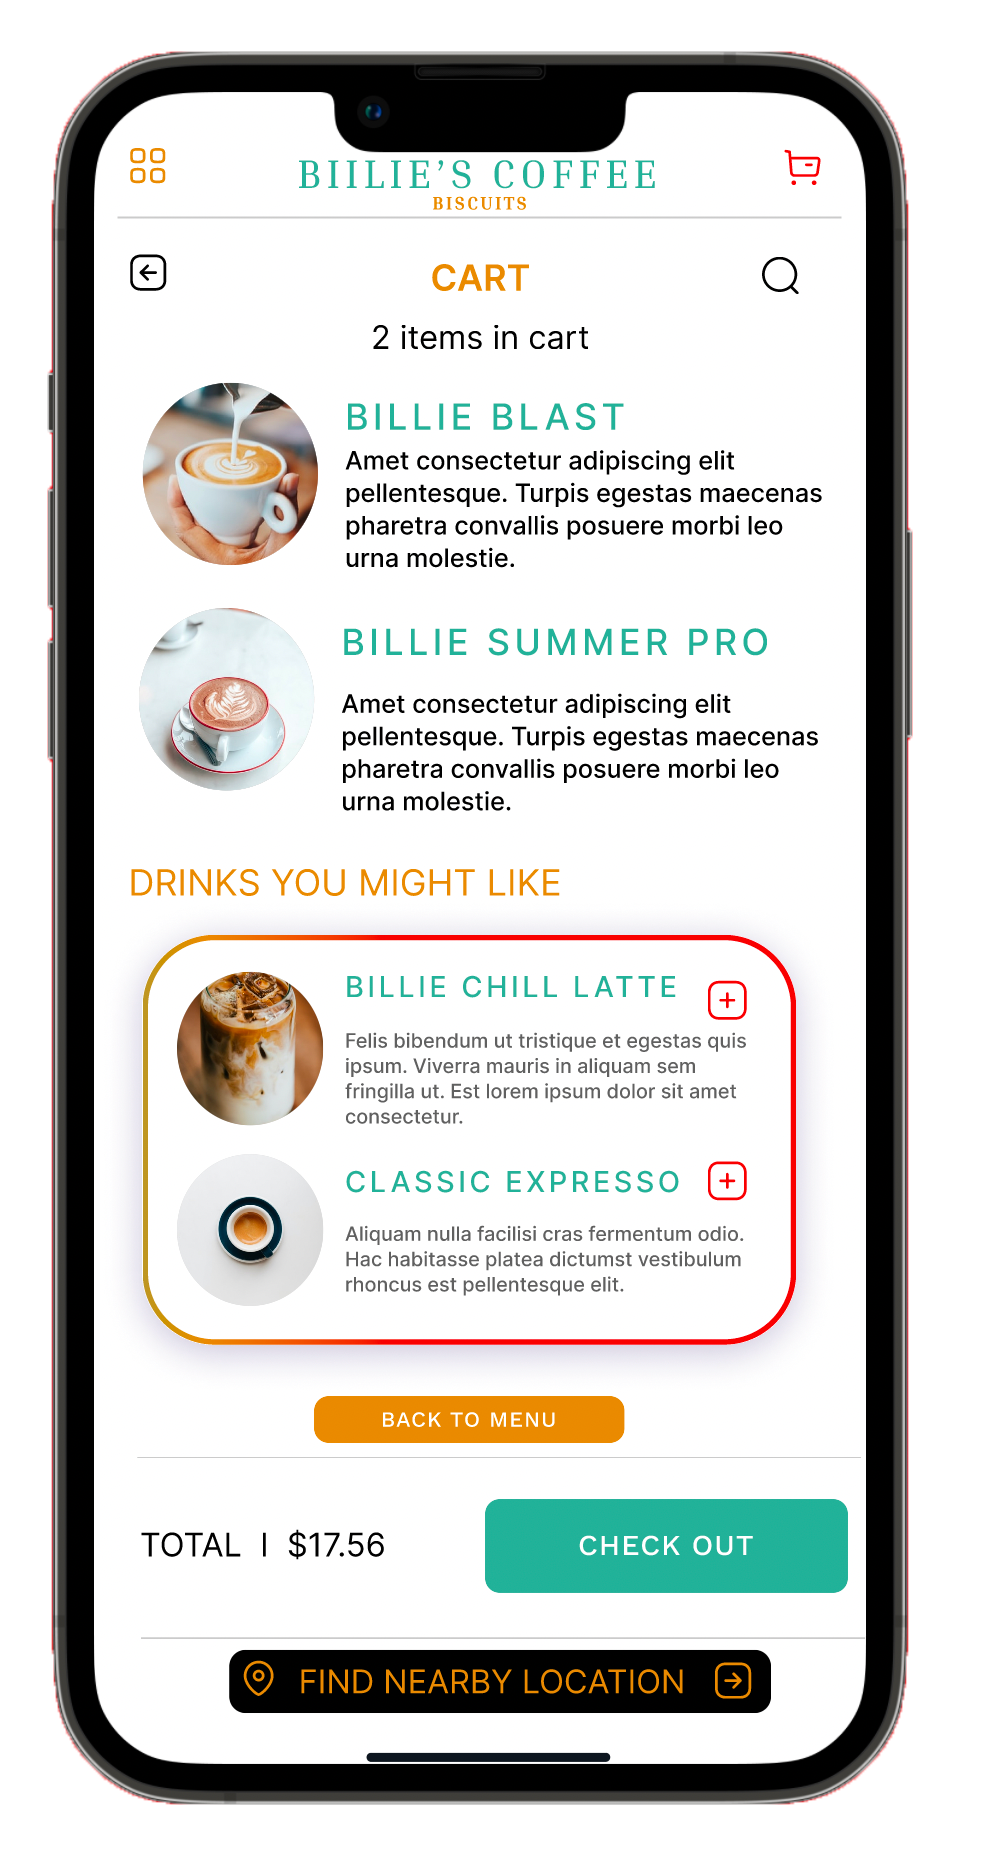 BIILIE'S COFFEE
BISCUITS
CART
2 items in cart
BILLIE BLAST
Amet consectetur adipiscing elit
pellentesque. Turpis egestas maecenas
pharetra convallis posuere morbi leo
urna molestie.
BILLIE SUMMER PRO
Amet consectetur adipiscing elit
pellentesque. Turpis egestas maecenas
pharetra convallis posuere morbi leo
urna molestie.
DRINKS YOU MIGHT LIKE
BILLIE CHILL LATTE
Felis bibendum ut tristique et egestas quis
ipsum. Viverra mauris in aliquam sem
fringilla ut. Est lorem ipsum dolor sit amet
consectetur.
CLASSIC EXPRESSO
Aliquam nulla facilisi cras fermentum odio.
Hac habitasse platea dictumst vestibulum
rhoncus est pellentesque elit.
BACK TO MENU
TOTAL I $17.56
CHECK OUT
FIND NEARBY LOCATION